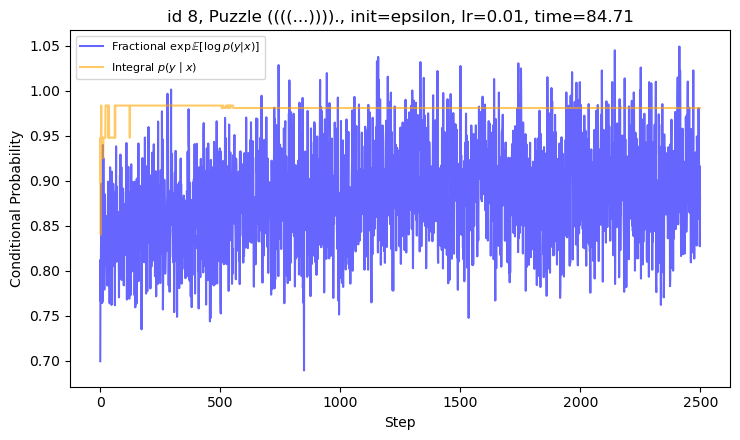 id 8, Puzzle ((((...))))., init=epsilon, lr=0.01, time=84.71
Fractional exp𝔼[log p(y|x)]
Integral p(y | x)
Conditional Probability
1.05
1.00
0.95
0.90
0.85
0.80
0.75
0.70
0
500
1000
1500
2000
2500
Step